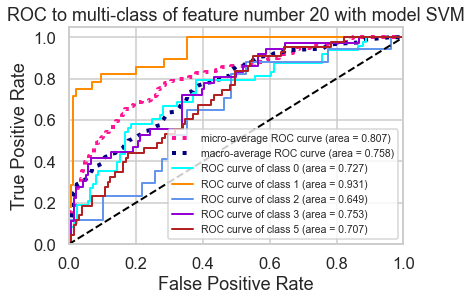 ROC to multi-class of feature number 20 with model SVM
True Positive Rate
1.0
0.8
0.6
0.4
0.2
0.0
micro-average ROC curve (area = 0.807)
macro-average ROC curve (area = 0.758)
ROC curve of class 0 (area = 0.727)
ROC curve of class 1 (area = 0.931)
ROC curve of class 2 (area = 0.649)
ROC curve of class 3 (area = 0.753)
ROC curve of class 5 (area = 0.707)
0.0 0.2 0.4 0.6 0.8 1.0
False Positive Rate